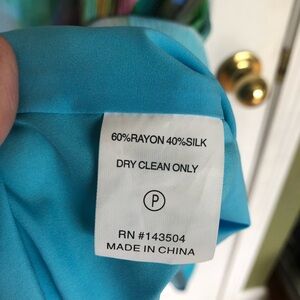 60%RAYON 40%SILK
DRY CLEAN ONLY
P
RN #143504
MADE IN CHINA